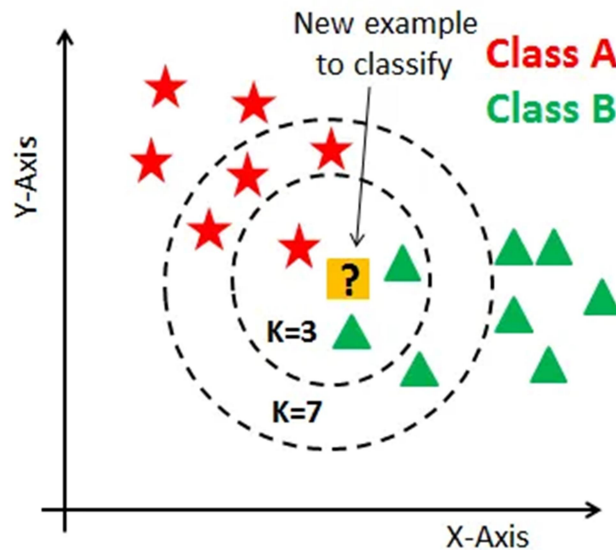 New example
to classify
Class A
Class B
Y-Axis
?
K=3
K=7
X-Axis